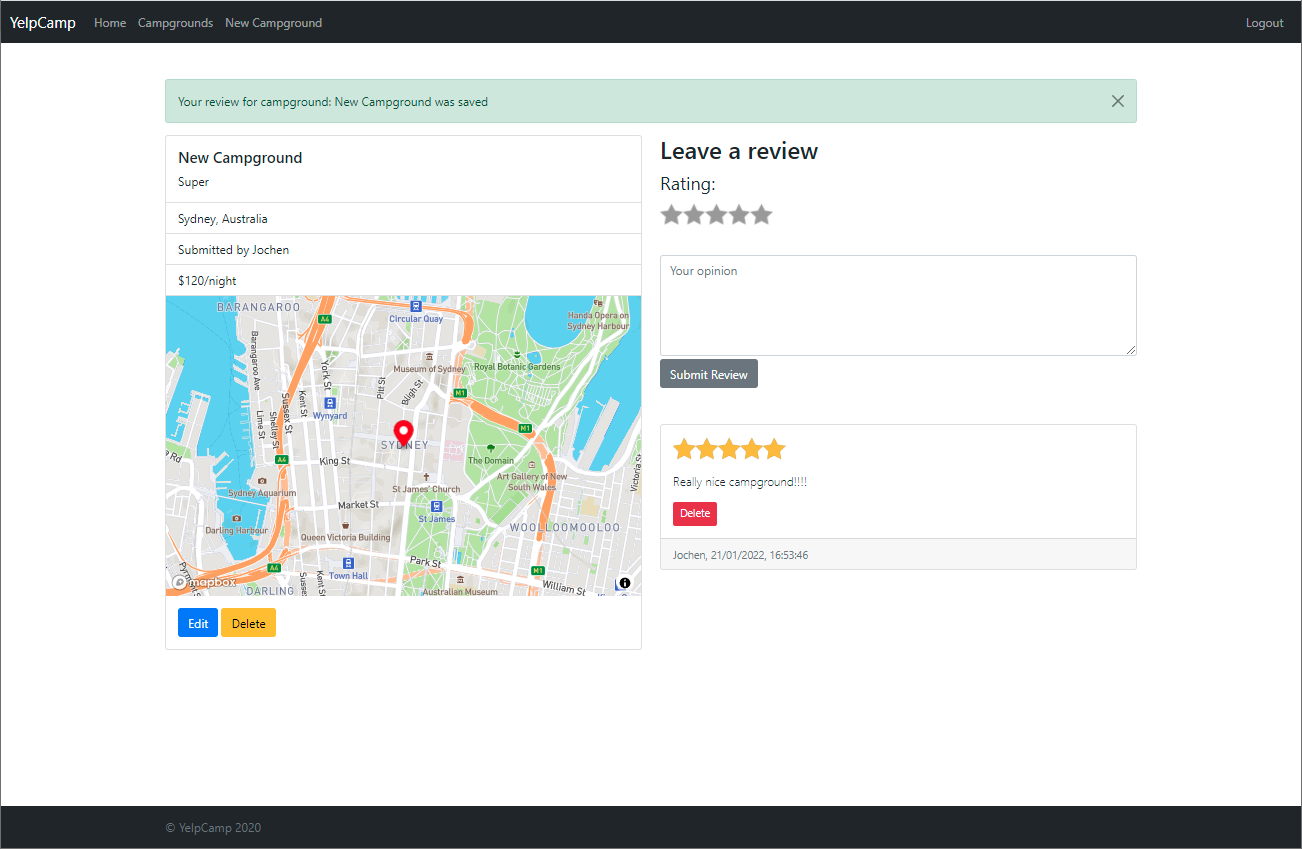 YelpCamp Home Campgrounds New Campground Logout
Your review for campground: New Campground was saved
New Campground
Super
Sydney, Australia
Submitted by Jochen
$120/night
BARANGAROO
A4
Circular Quay
Handa Opera on
Sydney Harbour
Barangaroo Ave
York St
Museum of Sydney
Royal Botanic Gardens
Pitt St
Bligh St
M1
Kent St
Sussex St
Wynyard
Lime St
Shelley St
M1
SYDNEY
King St
A4
The Domain
Rd
Victoria St
Art Gallery of New
South Wales
St James' Church
Sydney Aquarium
Market St
St James
WOOLLOOMOOLOO
Darling Harbour
Queen Victoria Building
Park St
A4
Town Hall
M1
Kent St
William St
mapbox
DARLING
Australian Museum
Edit Delete
Leave a review
Rating:
Your opinion
Submit Review
Really nice campground!!!!
Delete
Jochen, 21/01/2022, 16:53:46
© YelpCamp 2020